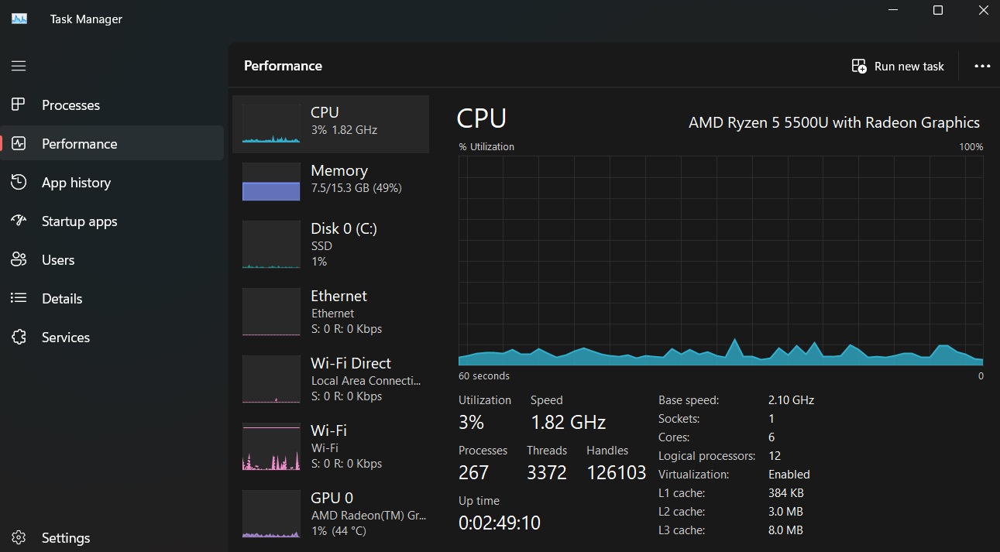 Task Manager
Performance
Run new task
Processes
Performance
App history
Startup apps
Users
Details
Services
Settings
CPU
3% 1.82 GHz
Memory
7.5/15.3 GB (49%)
Disk 0 (C:)
SSD
1%
Ethernet
Ethernet
S: 0 R: 0 Kbps
Wi-Fi Direct
Local Area Connecti...
S: 0 R: 0 Kbps
Wi-Fi
Wi-Fi
S: 0 R: 0 Kbps
GPU 0
AMD Radeon(TM) Gr...
1% (44 °C)
CPU
AMD Ryzen 5 5500U with Radeon Graphics
% Utilization 100%
60 seconds 0
Utilization Speed
3% 1.82 GHz
Processes Threads Handles
267 3372 126103
Up time
0:02:49:10
Base speed: 2.10 GHz
Sockets: 1
Cores: 6
Logical processors: 12
Virtualization: Enabled
L1 cache: 384 KB
L2 cache: 3.0 MB
L3 cache: 8.0 MB